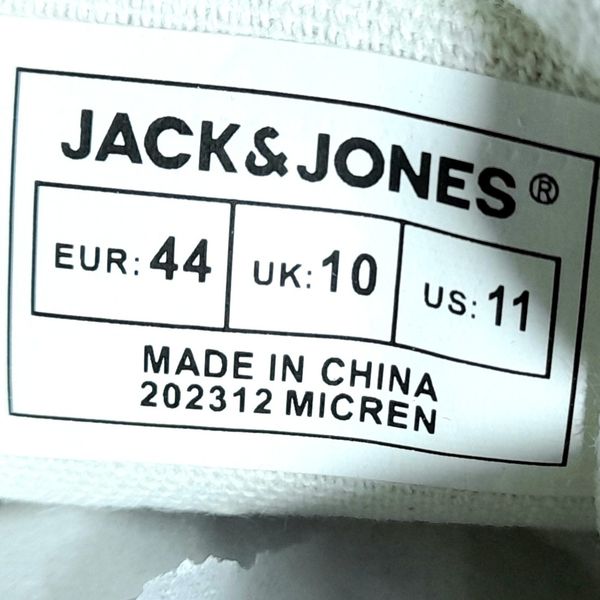 JACK&JONES®
EUR: 44 UK: 10 US: 11
MADE IN CHINA
202312 MICREN